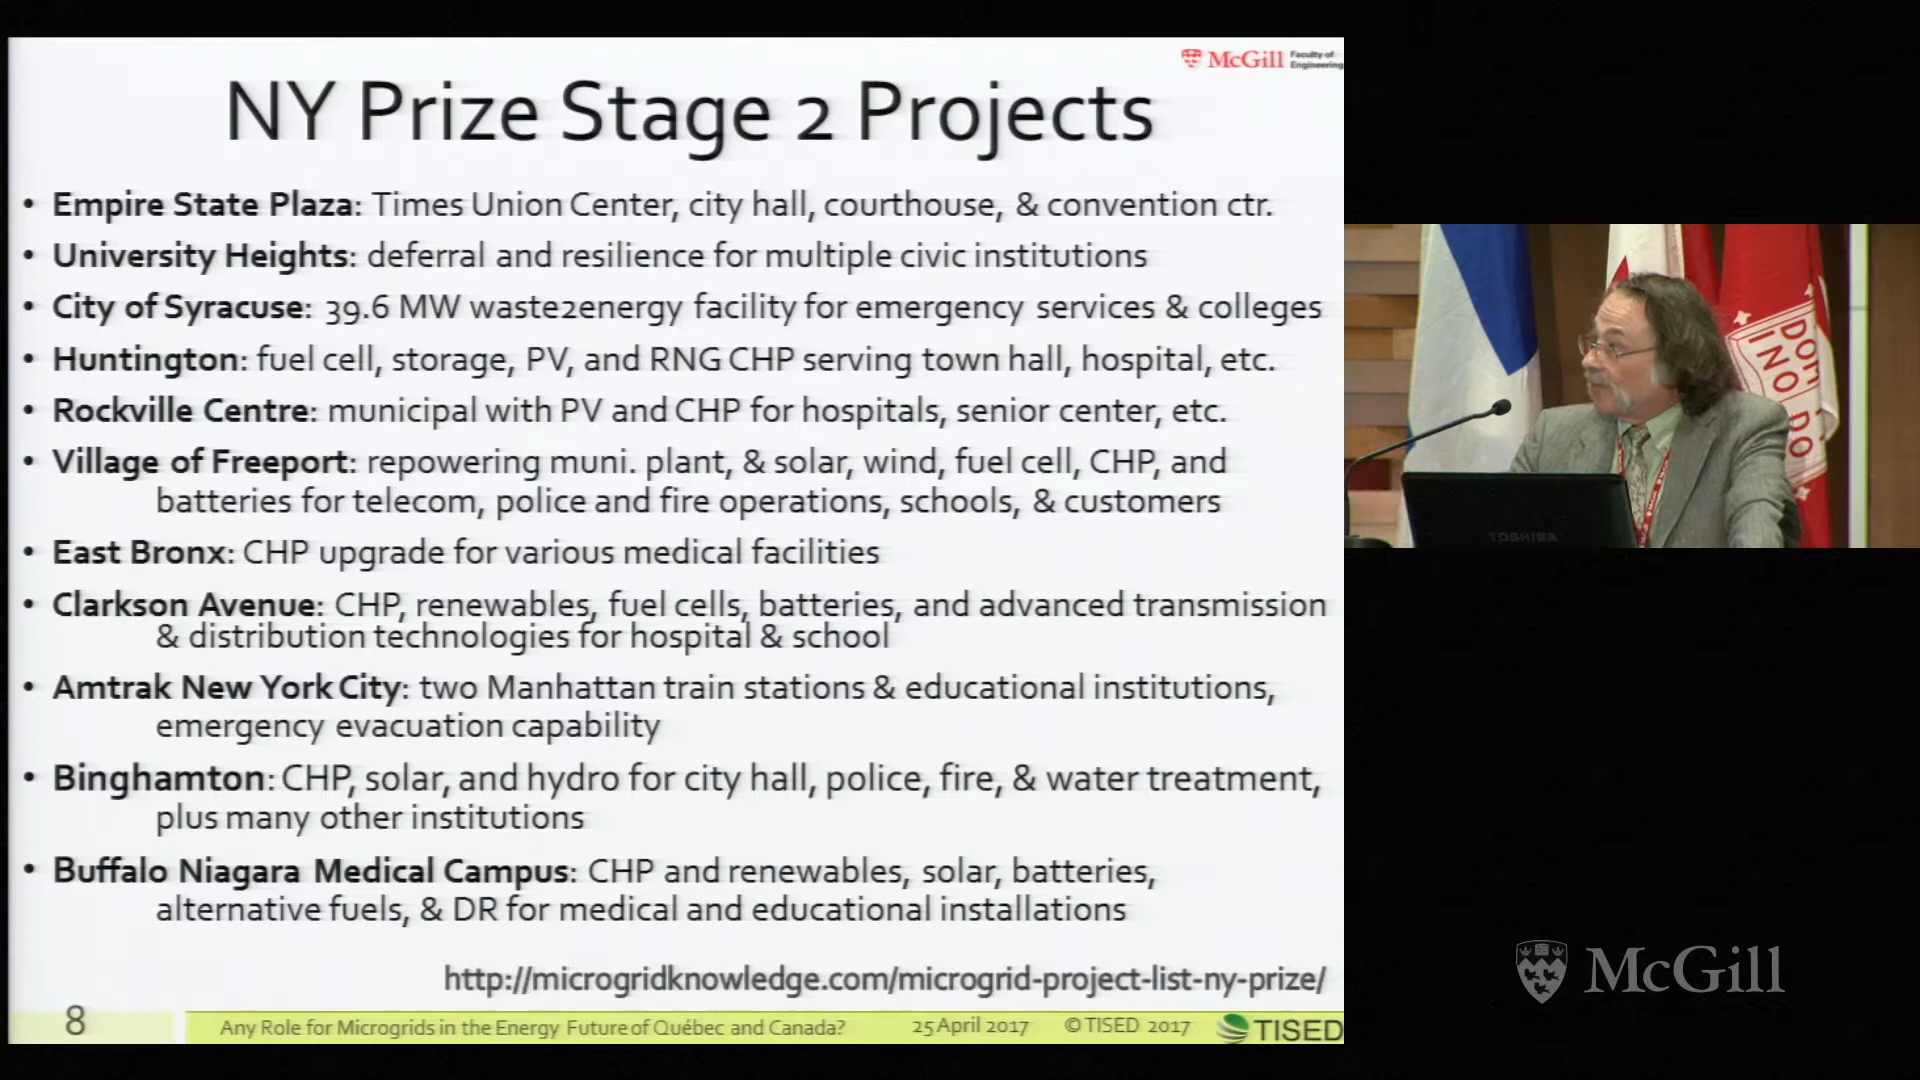 McGill Faculty of Engineering
NY Prize Stage 2 Projects
• Empire State Plaza: Times Union Center, city hall, courthouse, & convention ctr.
• University Heights: deferral and resilience for multiple civic institutions
• City of Syracuse: 39.6 MW waste2energy facility for emergency services & colleges
• Huntington: fuel cell, storage, PV, and RNG CHP serving town hall, hospital, etc.
• Rockville Centre: municipal with PV and CHP for hospitals, senior center, etc.
• Village of Freeport: repowering muni. plant, & solar, wind, fuel cell, CHP, and
batteries for telecom, police and fire operations, schools, & customers
• East Bronx: CHP upgrade for various medical facilities
• Clarkson Avenue: CHP, renewables, fuel cells, batteries, and advanced transmission
& distribution technologies for hospital & school
• Amtrak New York City: two Manhattan train stations & educational institutions,
emergency evacuation capability
• Binghamton: CHP, solar, and hydro for city hall, police, fire, & water treatment,
plus many other institutions
• Buffalo Niagara Medical Campus: CHP and renewables, solar, batteries,
alternative fuels, & DR for medical and educational installations
http://microgridknowledge.com/microgrid-project-list-ny-prize/
8
Any Role for Microgrids in the Energy Future of Québec and Canada? 25 April 2017 © TISED 2017 TISED
TOSHIBA
McGill